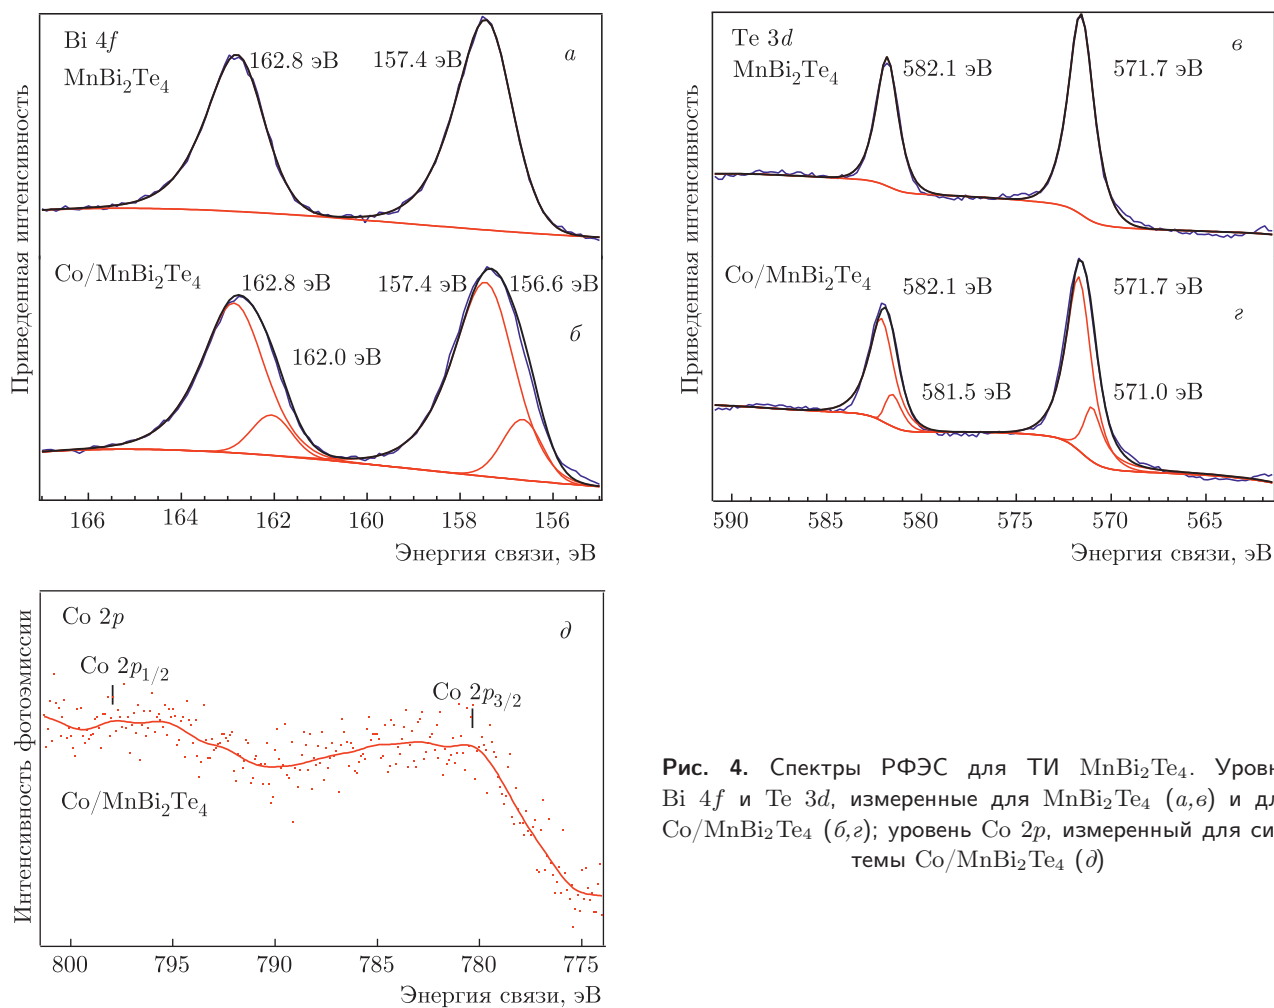 Bi 4f
MnBi₂Te₄
а
162.8 эВ
157.4 эВ
Приведенная интенсивность
Co/MnBi₂Te₄
162.8 эВ
157.4 эВ
156.6 эВ
б
162.0 эВ
166
164
162
160
157
156
Энергия связи, эВ
Te 3d
MnBi₂Te₄
в
582.1 эВ
571.7 эВ
Приведенная интенсивность
Co/MnBi₂Te₄
582.1 эВ
571.7 эВ
г
581.5 эВ
571.0 эВ
590
585
580
575
570
565
Энергия связи, эВ
Co 2p
д
Co 2p₁/₂
Co 2p₃/₂
Интенсивность фотоэмиссии
Co/MnBi₂Te₄
800
795
790
785
780
775
Энергия связи, эВ
Рис. 4. Спектры РФЭС для ТИ MnBi₂Te₄. Уровн
Bi 4f и Te 3d, измеренные для MnBi₂Te₄ (а,в) и дл
Co/MnBi₂Te₄ (б,г); уровень Co 2p, измеренный для сис
темы Co/MnBi₂Te₄ (д)